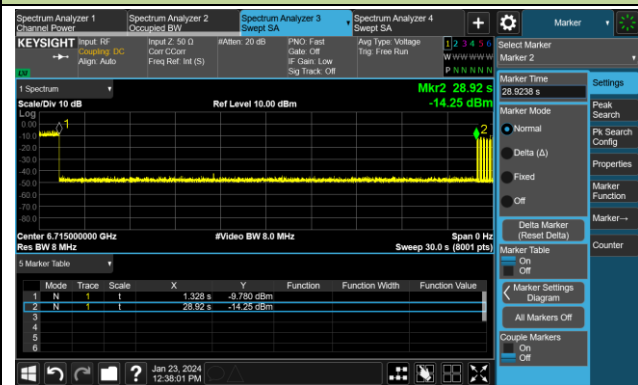 Spectrum Analyzer 1
Channel Power
Spectrum Analyzer 2
Occupied BW
Spectrum Analyzer 3
Swept SA
Spectrum Analyzer 4
Swept SA
+
Marker
KEYSIGHT
Input: RF
Coupling: DC
Align: Auto
Input Z: 50 Ω
Corr CCorr
Freq Ref: Int (S)
#Atten: 20 dB
PNO: Fast
Gate: Off
IF Gain: Low
Sig Track: Off
Avg Type: Voltage
Trig: Free Run
1 2 3 4 5 6
W W W W W W
P N N N N N
Select Marker
Marker 2
1 Spectrum
Mkr2 28.92 s
-14.25 dBm
Scale/Div 10 dB
Ref Level 10.00 dBm
Log
0.00
-10.0
-20.0
-30.0
-40.0
-50.0
-60.0
-70.0
-80.0
1
2
Center 6.715000000 GHz
#Video BW 8.0 MHz
Span 0 Hz
Res BW 8 MHz
Sweep 30.0 s (8001 pts)
5 Marker Table
Mode Trace Scale X Y Function Function Width Function Value
1 N 1 t 1.328 s -9.780 dBm
2 N 1 t 28.92 s -14.25 dBm
3
4
5
6
Marker Time
28.9238 s
Marker Mode
Normal
Delta (Δ)
Fixed
Off
Delta Marker
(Reset Delta)
Marker Table
On
Off
Marker Settings
Diagram
All Markers Off
Couple Markers
On
Off
Settings
Peak
Search
Pk Search
Config
Properties
Marker
Function
Marker→
Counter
?
Jan 23, 2024
12:38:01 PM